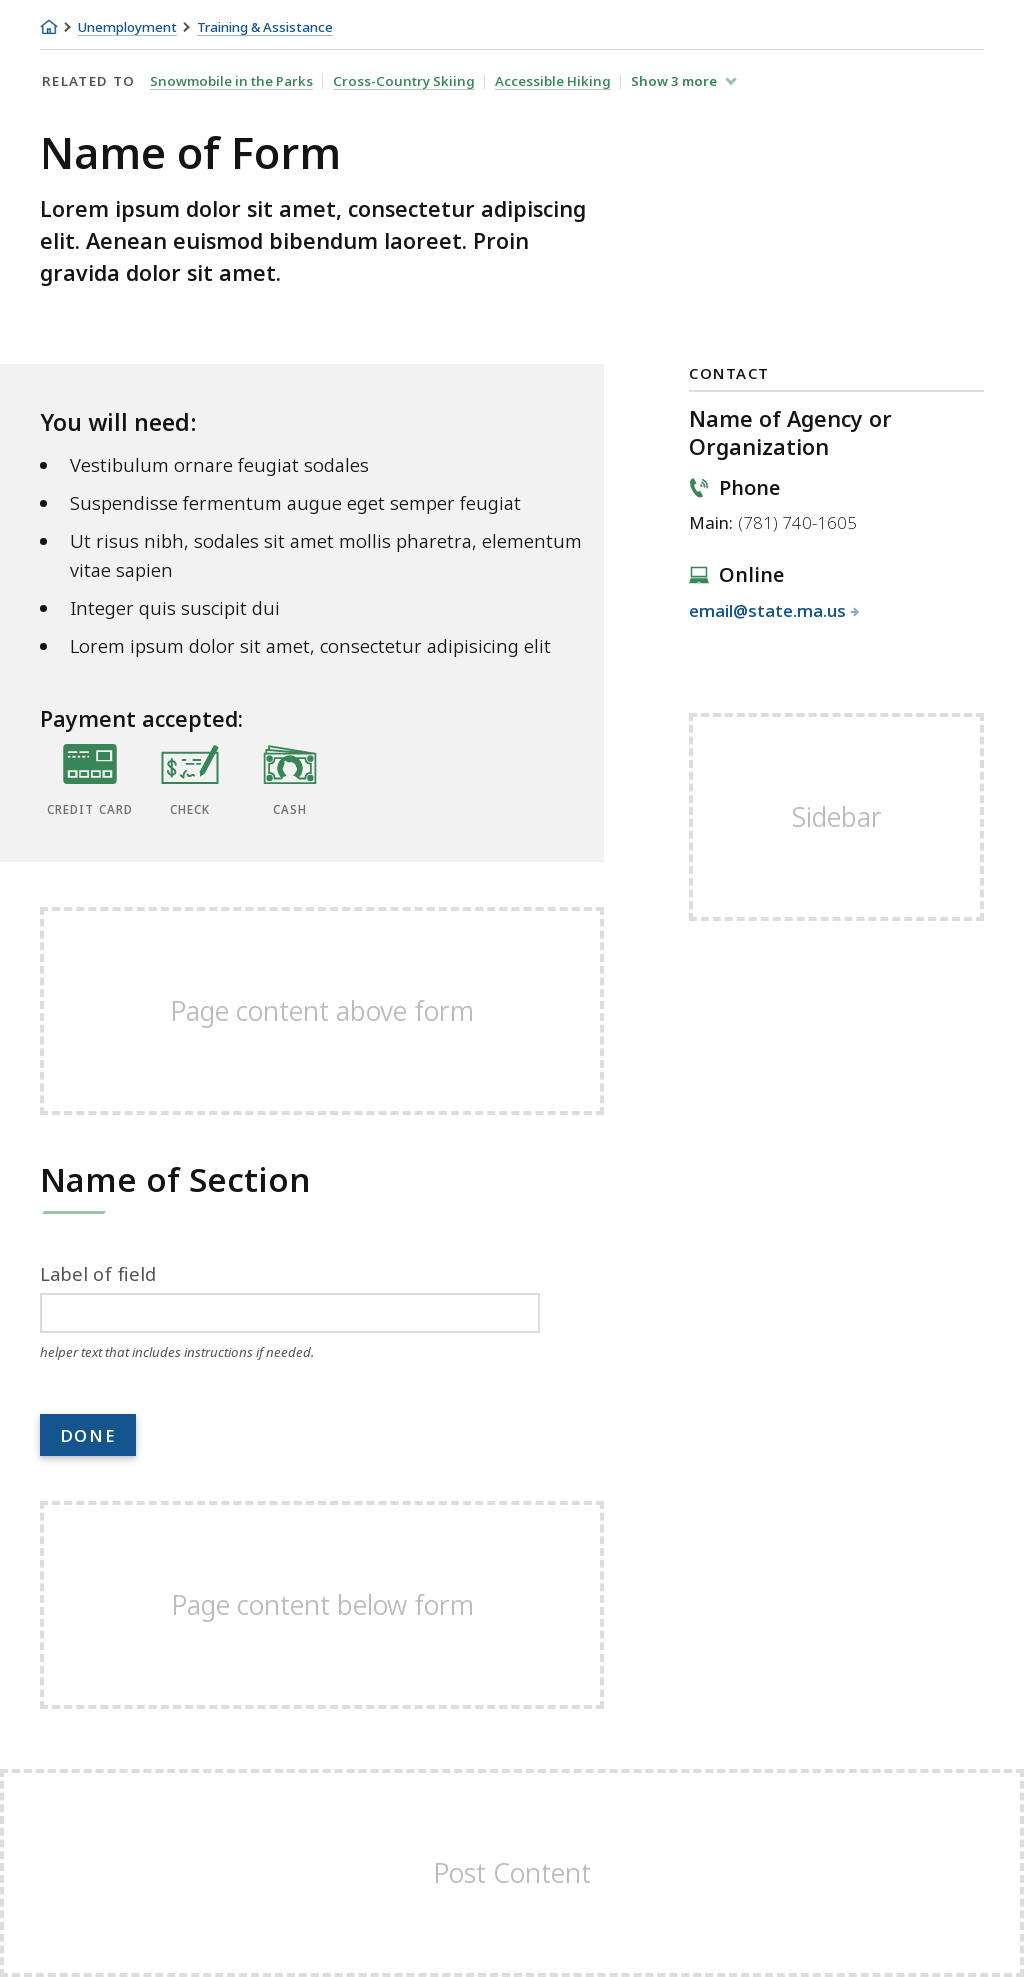 Unemployment Training & Assistance
RELATED TO Snowmobile in the Parks Cross-Country Skiing Accessible Hiking Show 3 more
Name of Form
Lorem ipsum dolor sit amet, consectetur adipiscing
elit. Aenean euismod bibendum laoreet. Proin
gravida dolor sit amet.
You will need:
Vestibulum ornare feugiat sodales
Suspendisse fermentum augue eget semper feugiat
Ut risus nibh, sodales sit amet mollis pharetra, elementum
vitae sapien
Integer quis suscipit dui
Lorem ipsum dolor sit amet, consectetur adipisicing elit
Payment accepted:
CREDIT CARD CHECK CASH
CONTACT
Name of Agency or
Organization
Phone
Main: (781) 740-1605
Online
email@state.ma.us
Sidebar
Page content above form
Name of Section
Label of field
helper text that includes instructions if needed.
DONE
Page content below form
Post Content